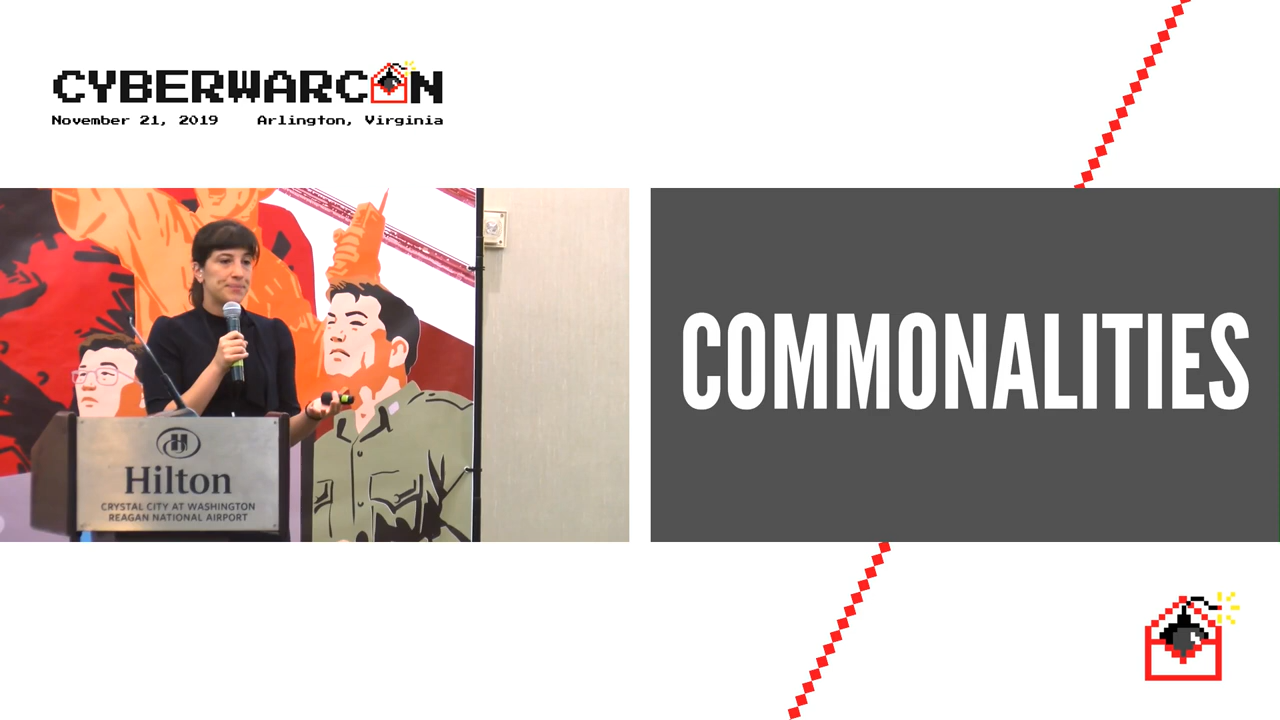 CYBERWARCON
November 21, 2019 Arlington, Virginia
COMMONALITIES
Hilton
CRYSTAL CITY AT WASHINGTON
REAGAN NATIONAL AIRPORT